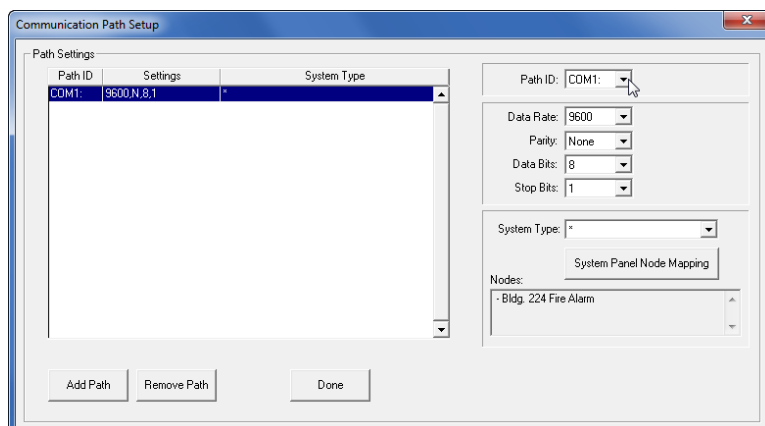 Communication Path Setup
Path Settings
Path ID Settings System Type
COM1: 9600,N,8,1 *
Path ID: COM1:
Data Rate: 9600
Parity: None
Data Bits: 8
Stop Bits: 1
System Type: *
System Panel Node Mapping
Nodes:
- Bldg. 224 Fire Alarm
Add Path Remove Path Done